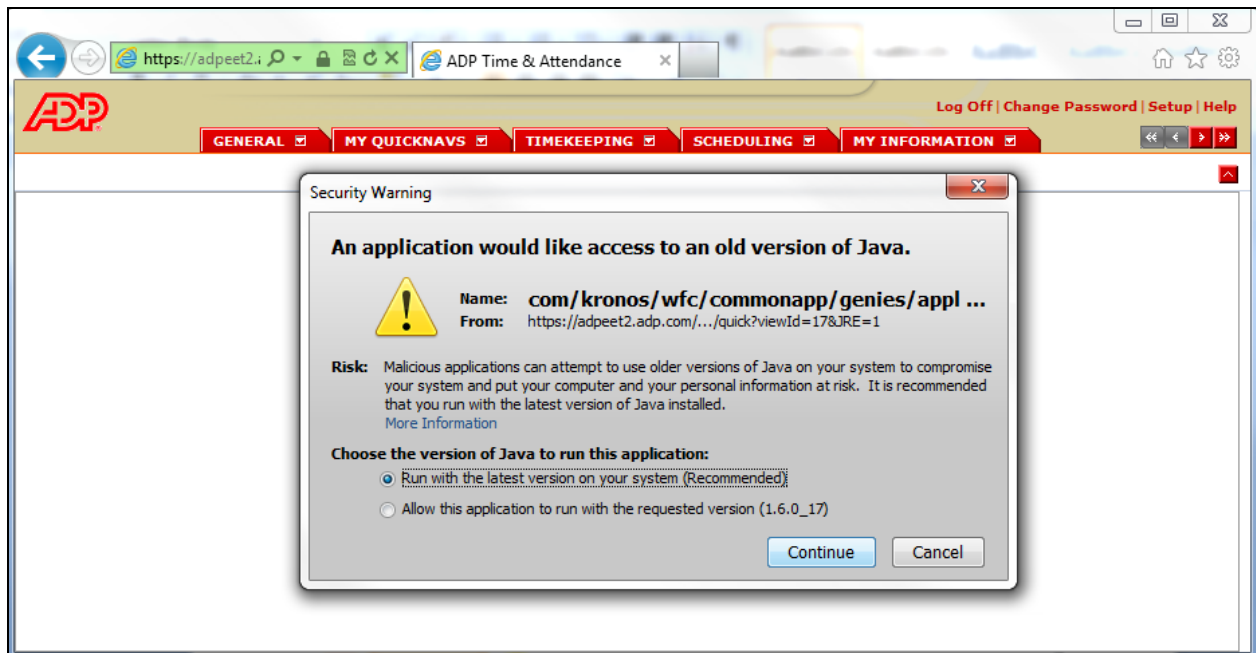 https://adpeet2.a
ADP Time & Attendance
ADP
Log Off | Change Password | Setup | Help
GENERAL MY QUICKNAVS TIMEKEEPING SCHEDULING MY INFORMATION
Security Warning
An application would like access to an old version of Java.
Name: com/kronos/wfc/commonapp/genies/appl ...
From: https://adpeet2.adp.com/.../quick?viewId=17&JRE=1
Risk: Malicious applications can attempt to use older versions of Java on your system to compromise
your system and put your computer and your personal information at risk. It is recommended
that you run with the latest version of Java installed.
More Information
Choose the version of Java to run this application:
Run with the latest version on your system (Recommended)
Allow this application to run with the requested version (1.6.0_17)
Continue Cancel